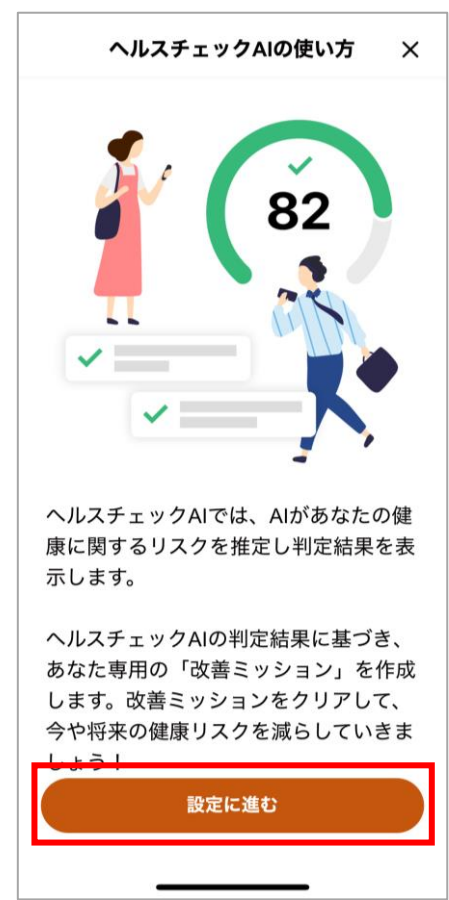 ヘルスチェックAIの使い方 ×
82
ヘルスチェックAIでは、AIがあなたの健
康に関するリスクを推定し判定結果を表
示します。
ヘルスチェックAIの判定結果に基づき、
あなた専用の「改善ミッション」を作成
します。改善ミッションをクリアして、
今や将来の健康リスクを減らしていきま
しょう！
設定に進む